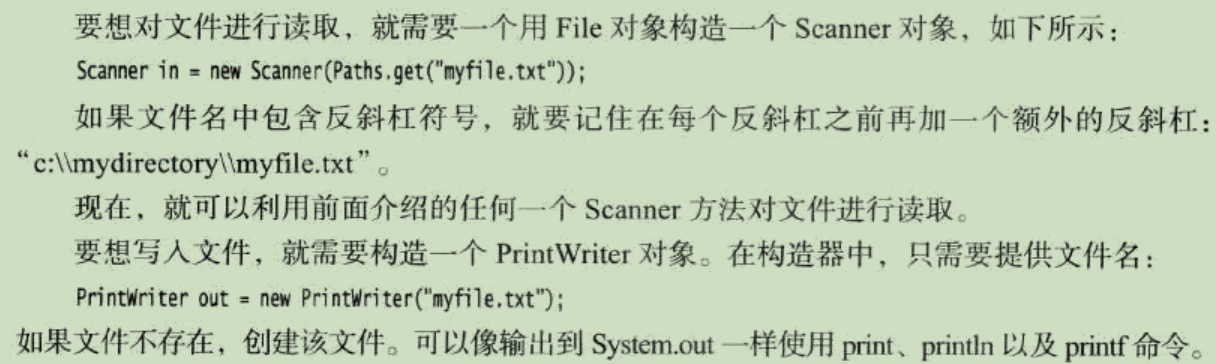 要想对文件进行读取，就需要一个用 File 对象构造一个 Scanner 对象，如下所示：
Scanner in = new Scanner(Paths.get("myfile.txt"));
如果文件名中包含反斜杠符号，就要记住在每个反斜杠之前再加一个额外的反斜杠：
“c:\\mydirectory\\myfile.txt”。
现在，就可以利用前面介绍的任何一个 Scanner 方法对文件进行读取。
要想写入文件，就需要构造一个 PrintWriter 对象。在构造器中，只需要提供文件名：
PrintWriter out = new PrintWriter("myfile.txt");
如果文件不存在，创建该文件。可以像输出到 System.out 一样使用 print、println 以及 printf 命令。